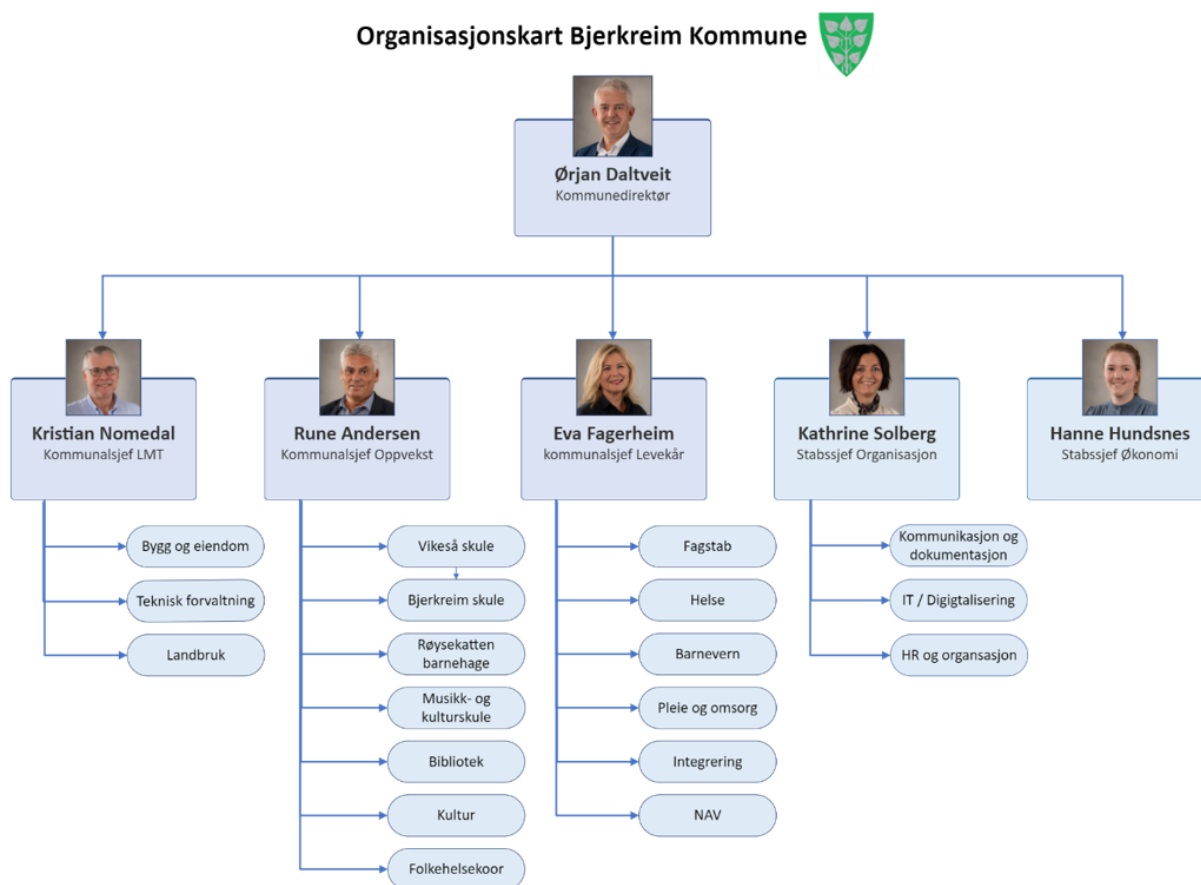 Organisasjonskart Bjerkreim Kommune
Ørjan Daltveit
Kommunedirektør
Kristian Nomedal
Kommunalsjef LMT
Bygg og eiendom
Teknisk forvaltning
Landbruk
Rune Andersen
Kommunalsjef Oppvekst
Vikeså skule
Bjerkreim skule
Røysekatten
barnehage
Musikk- og
kulturskule
Bibliotek
Kultur
Folkehelsekoor
Eva Fagerheim
kommunalsjef Levekår
Fagstab
Helse
Barnevern
Pleie og omsorg
Integrering
NAV
Kathrine Solberg
Stabssjef Organisasjon
Kommunikasjon og
dokumentasjon
IT / Digigtalisering
HR og organsasjon
Hanne Hundsnes
Stabssjef Økonomi